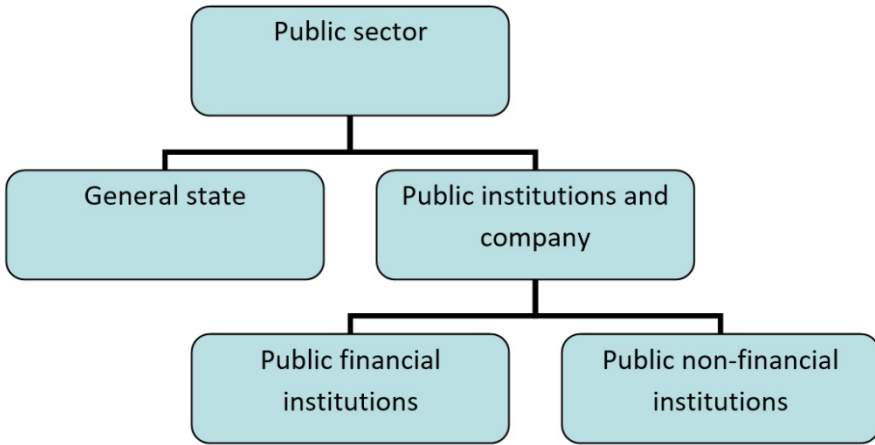 Public sector
General state
Public institutions and
company
Public financial
institutions
Public non-financial
institutions